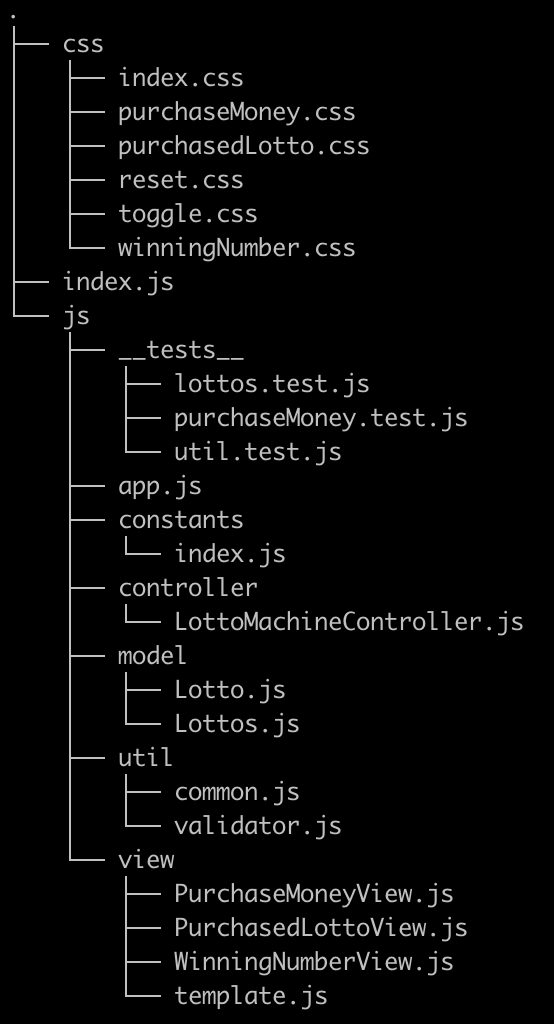 .
├── css
│   ├── index.css
│   ├── purchaseMoney.css
│   ├── purchasedLotto.css
│   ├── reset.css
│   ├── toggle.css
│   └── winningNumber.css
├── index.js
└── js
    ├── __tests__
    │   ├── lottos.test.js
    │   ├── purchaseMoney.test.js
    │   └── util.test.js
    ├── app.js
    ├── constants
    │   └── index.js
    ├── controller
    │   └── LottoMachineController.js
    ├── model
    │   ├── Lotto.js
    │   └── Lottos.js
    ├── util
    │   ├── common.js
    │   └── validator.js
    └── view
        ├── PurchaseMoneyView.js
        ├── PurchasedLottoView.js
        ├── WinningNumberView.js
        └── template.js